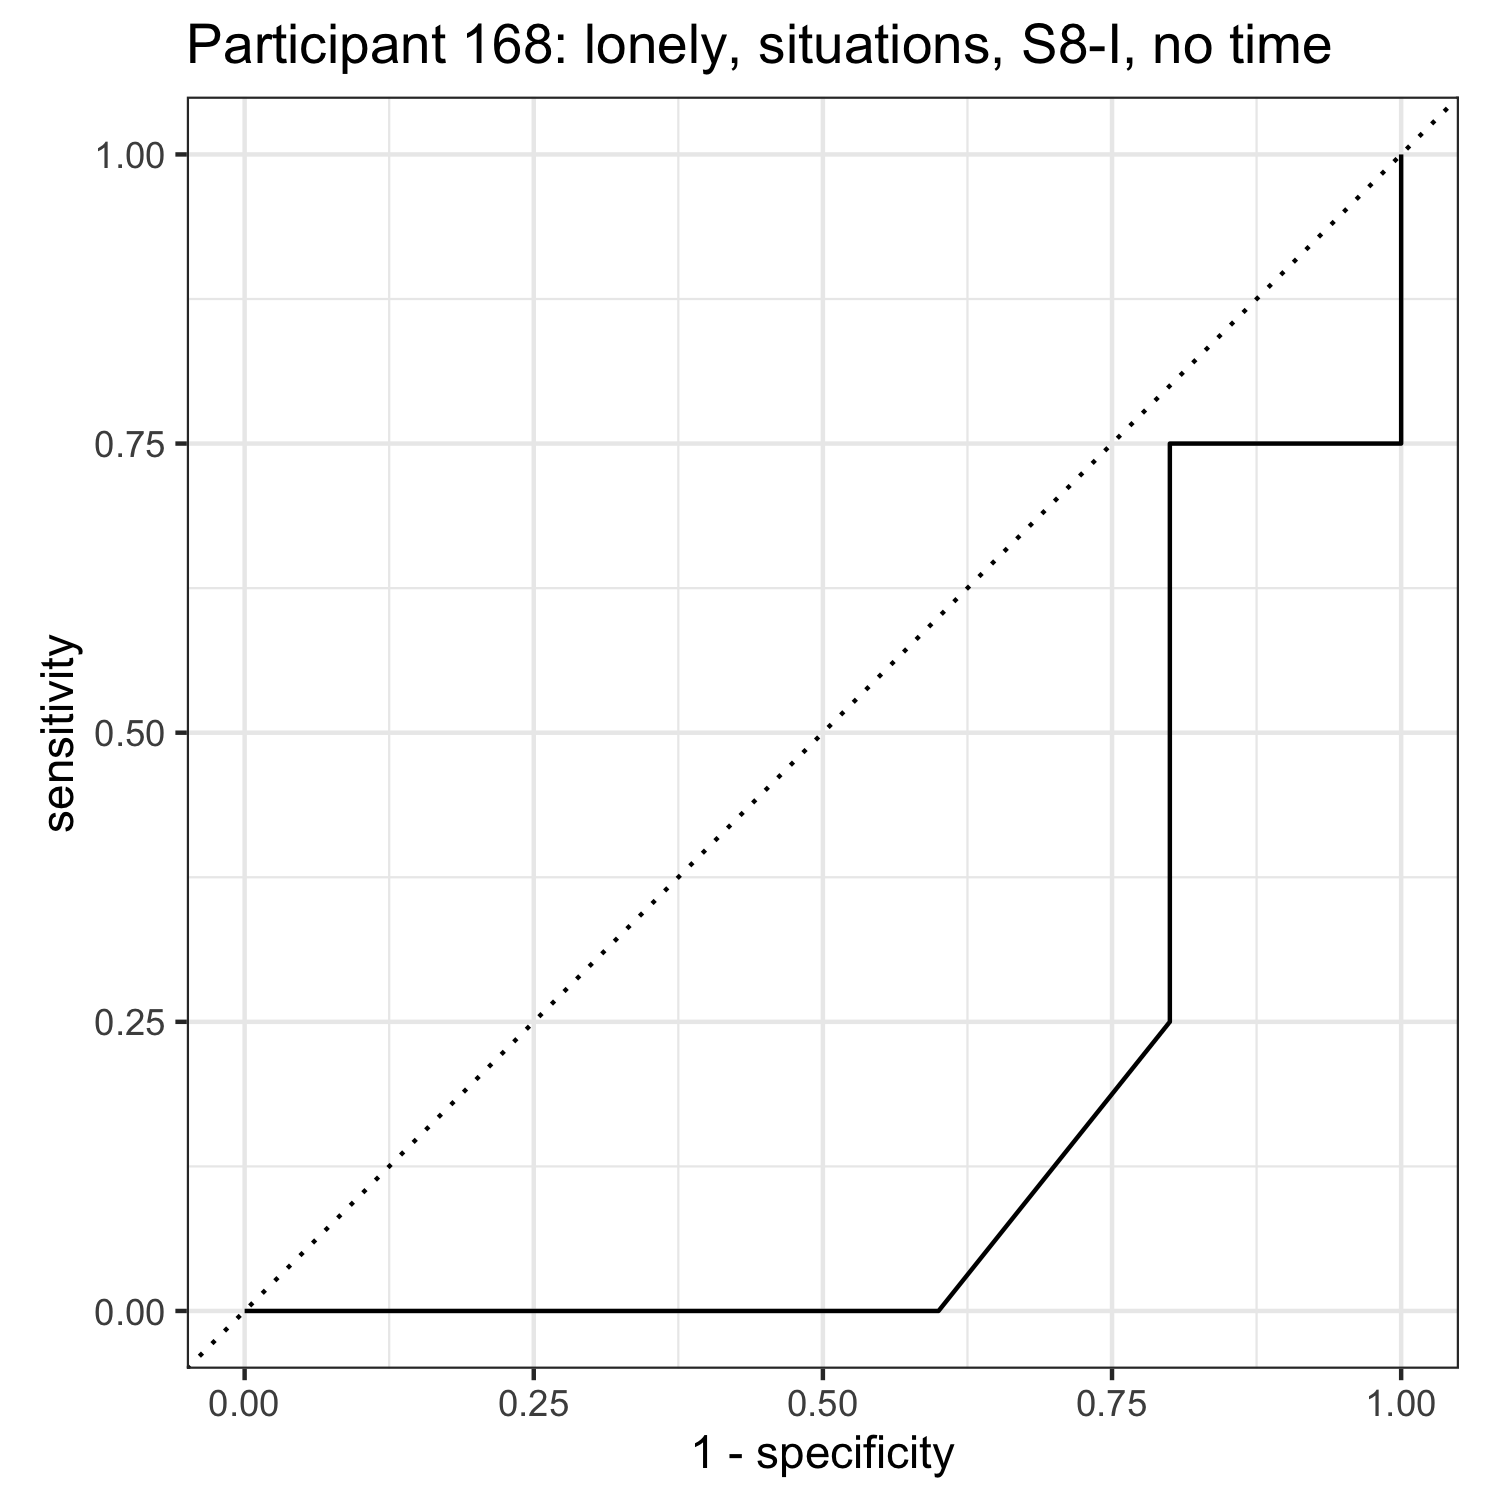 Participant 168: lonely, situations, S8-I, no time
sensitivity
1.00
0.75
0.50
0.25
0.00
0.00 0.25 0.50 0.75 1.00
1 - specificity